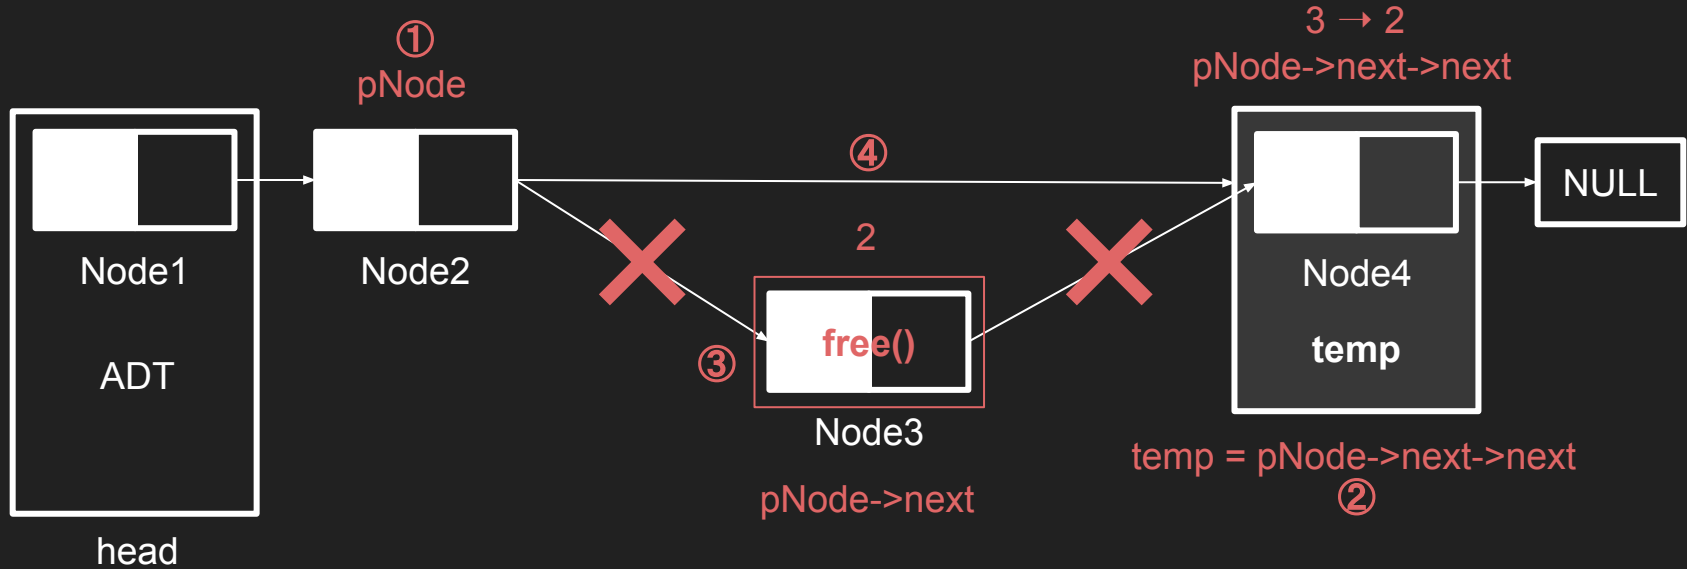 ①
pNode
3 → 2
pNode->next->next
④
NULL
Node1
Node2
2
Node4
ADT
③
free()
temp
Node3
temp = pNode->next->next
②
pNode->next
head